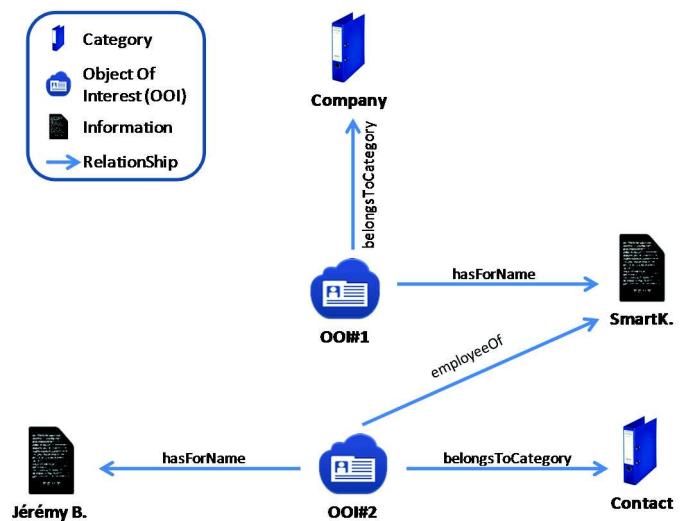 Category
Object Of
Interest (OOI)
Information
RelationShip
Company
belongsToCategory
hasForName
OOI#1
SmartK.
employeeOf
hasForName
belongsToCategory
Jérémy B.
OOI#2
Contact